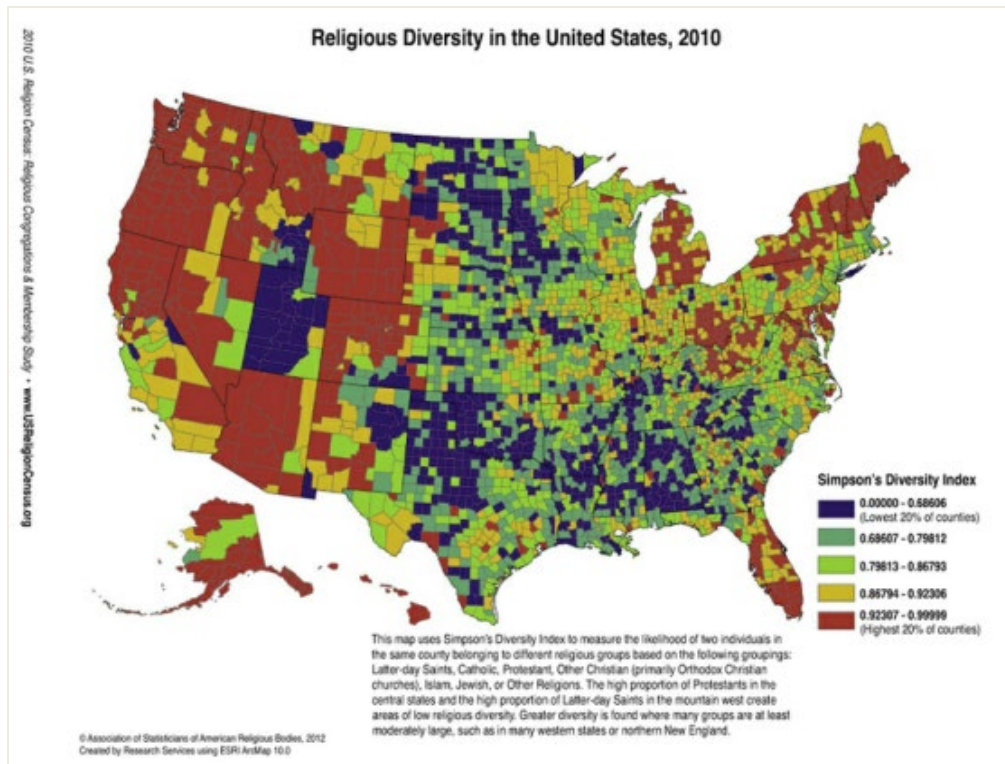 Religious Diversity in the United States, 2010
2010 U.S. Religion Census: Religious Congregations & Membership Study • www.USReligionCensus.org
Simpson's Diversity Index
0.00000 - 0.68606
(Lowest 20% of counties)
0.68607 - 0.79812
0.79813 - 0.86793
0.86794 - 0.92306
0.92307 - 0.99999
(Highest 20% of counties)
This map uses Simpson's Diversity Index to measure the likelihood of two individuals in
the same county belonging to different religious groups based on the following groupings:
Latter-day Saints, Catholic, Protestant, Other Christian (primarily Orthodox Christian
churches), Islam, Jewish, or Other Religions. The high proportion of Protestants in the
central states and the high proportion of Latter-day Saints in the mountain west create
areas of low religious diversity. Greater diversity is found where many groups are at least
moderately large, such as in many western states or northern New England.
© Association of Statisticians of American Religious Bodies, 2012
Created by Research Services using ESRI ArcMap 10.0